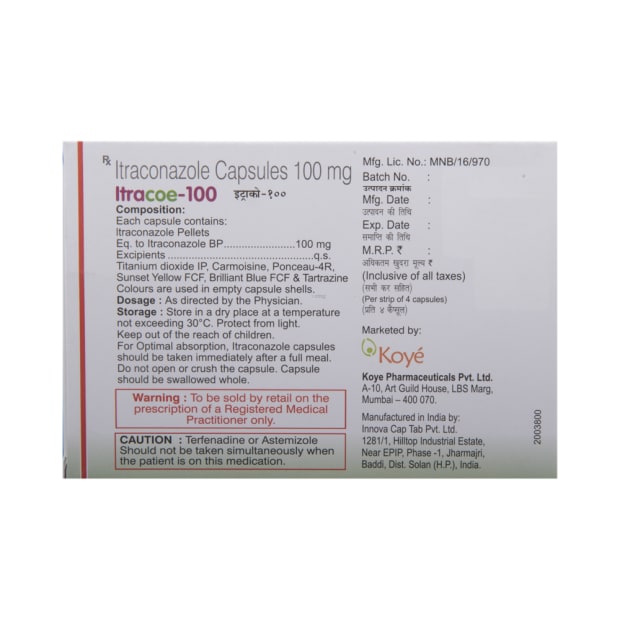 Rx Itraconazole Capsules 100 mg
Itracoe-100 इट्राको-१००
Composition:
Each capsule contains:
Itraconazole Pellets
Eq. to Itraconazole BP.......................100 mg
Excipients..............................................q.s.
Titanium dioxide IP, Carmoisine, Ponceau-4R,
Sunset Yellow FCF, Brilliant Blue FCF & Tartrazine
Colours are used in empty capsule shells.
Dosage : As directed by the Physician.
Storage : Store in a dry place at a temperature
not exceeding 30°C. Protect from light.
Keep out of the reach of children.
For Optimal absorption, Itraconazole capsules
should be taken immediately after a full meal.
Do not open or crush the capsule. Capsule
should be swallowed whole.
Warning : To be sold by retail on the
prescription of a Registered Medical
Practitioner only.
CAUTION : Terfenadine or Astemizole
Should not be taken simultaneously when
the patient is on this medication.
Mfg. Lic. No.: MNB/16/970
Batch No. :
उत्पादन क्रमांक
Mfg. Date :
उत्पादन की तिथि
Exp. Date :
समाप्ति की तिथि
M.R.P. ₹ :
अधिकतम खुदरा मूल्य ₹
(Inclusive of all taxes)
(सभी कर सहित)
(Per strip of 4 capsules)
(प्रति ४ कैप्सूल)
Marketed by:
Koyé
Koye Pharmaceuticals Pvt. Ltd.
A-10, Art Guild House, LBS Marg,
Mumbai – 400 070.
Manufactured in India by:
Innova Cap Tab Pvt. Ltd.
1281/1, Hilltop Industrial Estate,
Near EPIP, Phase -1, Jharmajri,
Baddi, Dist. Solan (H.P.), India.
2003800